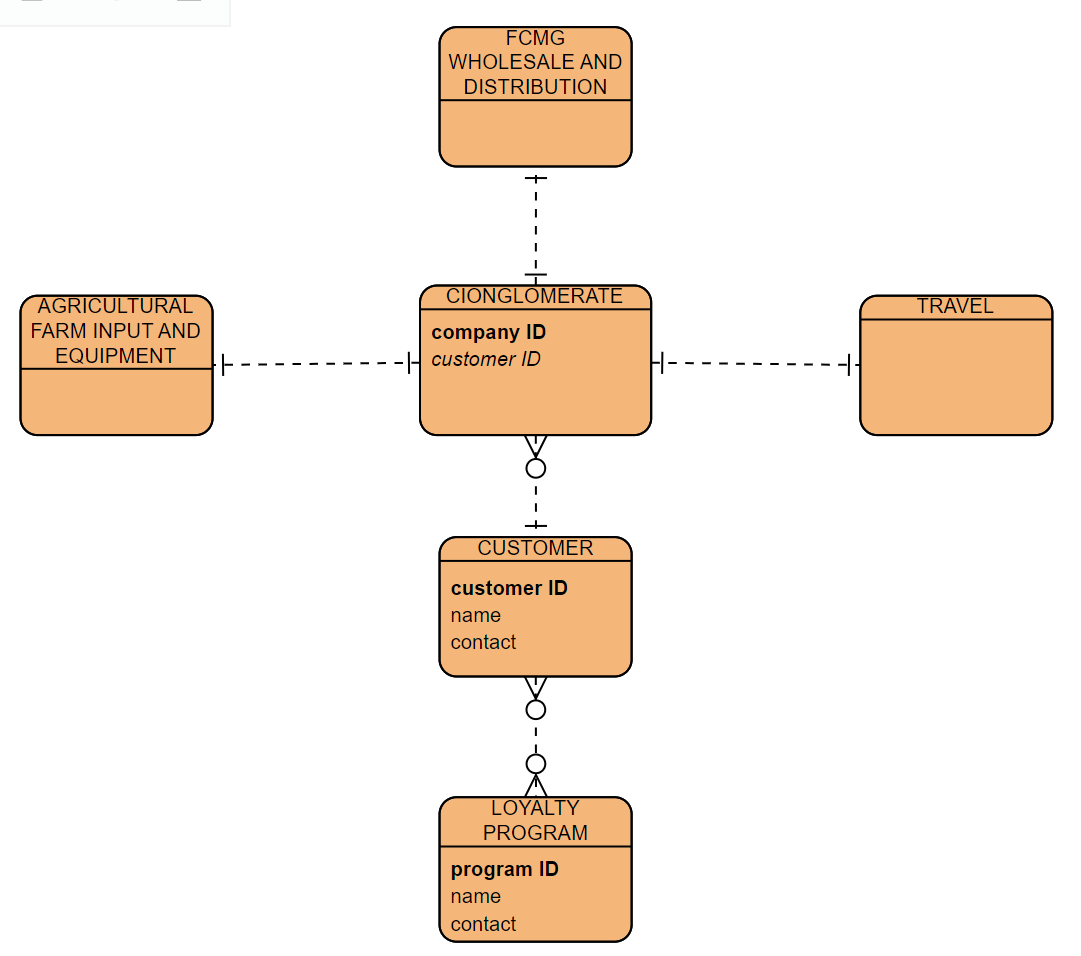 FCMG
WHOLESALE AND
DISTRIBUTION
AGRICULTURAL
FARM INPUT AND
EQUIPMENT
CIONGLOMERATE
company ID
customer ID
TRAVEL
CUSTOMER
customer ID
name
contact
LOYALTY
PROGRAM
program ID
name
contact